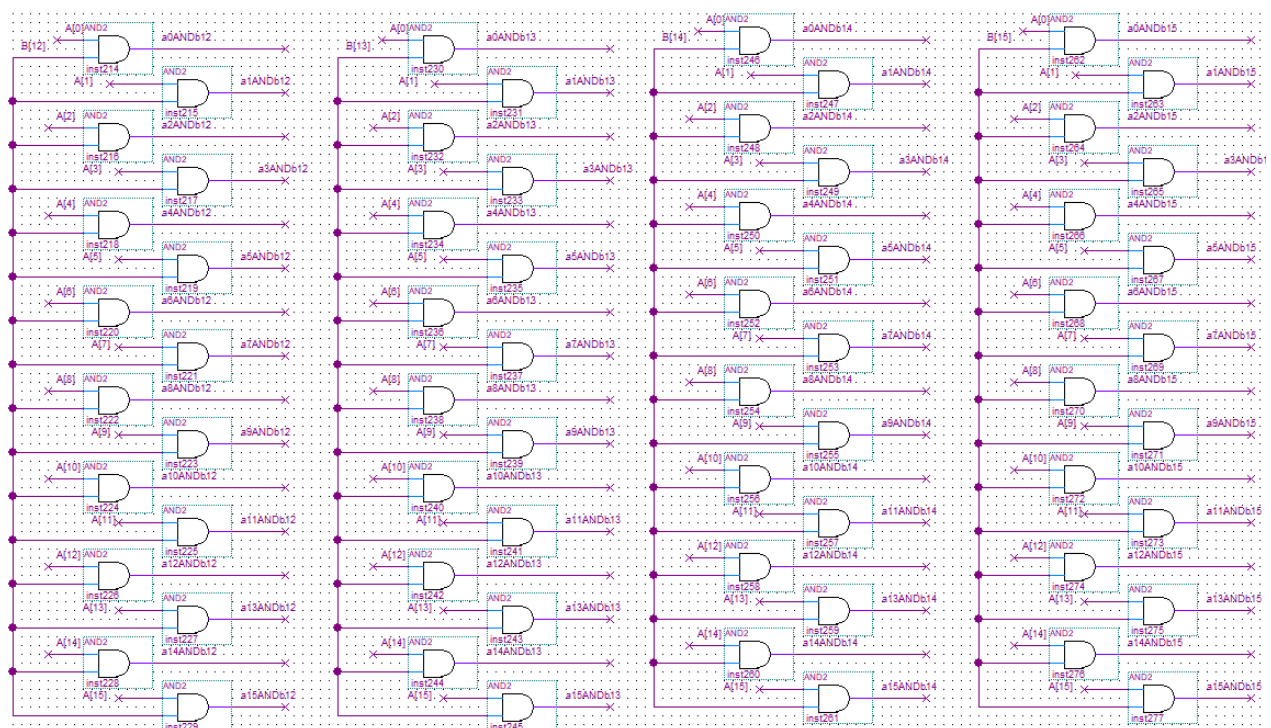 A[0] AND2 a0ANDb12
B[12]
inst214
A[1] AND2 a1ANDb12
inst215
A[2] AND2 a2ANDb12
inst216
A[3] AND2 a3ANDb12
inst217
A[4] AND2 a4ANDb12
inst218
A[5] AND2 a5ANDb12
inst219
A[6] AND2 a6ANDb12
inst220
A[7] AND2 a7ANDb12
inst221
A[8] AND2 a8ANDb12
inst222
A[9] AND2 a9ANDb12
inst223
A[10] AND2 a10ANDb12
inst224
A[11] AND2 a11ANDb12
inst225
A[12] AND2 a12ANDb12
inst226
A[13] AND2 a13ANDb12
inst227
A[14] AND2 a14ANDb12
inst228
A[15] AND2 a15ANDb12
inst229
A[0] AND2 a0ANDb13
B[13]
inst230
A[1] AND2 a1ANDb13
inst231
A[2] AND2 a2ANDb13
inst232
A[3] AND2 a3ANDb13
inst233
A[4] AND2 a4ANDb13
inst234
A[5] AND2 a5ANDb13
inst235
A[6] AND2 a6ANDb13
inst236
A[7] AND2 a7ANDb13
inst237
A[8] AND2 a8ANDb13
inst238
A[9] AND2 a9ANDb13
inst239
A[10] AND2 a10ANDb13
inst240
A[11] AND2 a11ANDb13
inst241
A[12] AND2 a12ANDb13
inst242
A[13] AND2 a13ANDb13
inst243
A[14] AND2 a14ANDb13
inst244
A[15] AND2 a15ANDb13
inst245
A[0] AND2 a0ANDb14
B[14]
inst246
A[1] AND2 a1ANDb14
inst247
A[2] AND2 a2ANDb14
inst248
A[3] AND2 a3ANDb14
inst249
A[4] AND2 a4ANDb14
inst250
A[5] AND2 a5ANDb14
inst251
A[6] AND2 a6ANDb14
inst252
A[7] AND2 a7ANDb14
inst253
A[8] AND2 a8ANDb14
inst254
A[9] AND2 a9ANDb14
inst255
A[10] AND2 a10ANDb14
inst256
A[11] AND2 a11ANDb14
inst257
A[12] AND2 a12ANDb14
inst258
A[13] AND2 a13ANDb14
inst259
A[14] AND2 a14ANDb14
inst260
A[15] AND2 a15ANDb14
inst261
A[0] AND2 a0ANDb15
B[15]
inst262
A[1] AND2 a1ANDb15
inst263
A[2] AND2 a2ANDb15
inst264
A[3] AND2 a3ANDb1
inst265
A[4] AND2 a4ANDb15
inst266
A[5] AND2 a5ANDb15
inst267
A[6] AND2 a6ANDb15
inst268
A[7] AND2 a7ANDb15
inst269
A[8] AND2 a8ANDb15
inst270
A[9] AND2 a9ANDb15
inst271
A[10] AND2 a10ANDb15
inst272
A[11] AND2 a11ANDb15
inst273
A[12] AND2 a12ANDb15
inst274
A[13] AND2 a13ANDb15
inst275
A[14] AND2 a14ANDb15
inst276
A[15] AND2 a15ANDb15
inst277